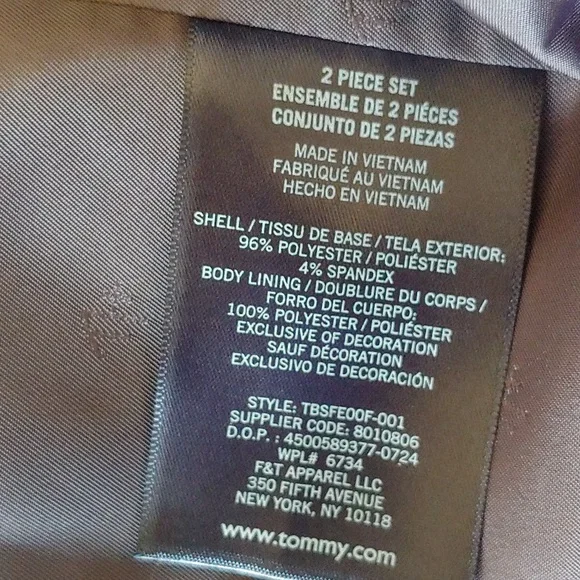 2 PIECE SET
ENSEMBLE DE 2 PIÉCES
CONJUNTO DE 2 PIEZAS
MADE IN VIETNAM
FABRIQUÉ AU VIETNAM
HECHO EN VIETNAM
SHELL / TISSU DE BASE / TELA EXTERIOR:
96% POLYESTER / POLIÉSTER
4% SPANDEX
BODY LINING / DOUBLURE DU CORPS /
FORRO DEL CUERPO:
100% POLYESTER / POLIÉSTER
EXCLUSIVE OF DECORATION
SAUF DÉCORATION
EXCLUSIVO DE DECORACIÓN
STYLE: TBSFE00F-001
SUPPLIER CODE: 8010806
D.O.P. : 4500589377-0724
WPL# 6734
F&T APPAREL LLC
350 FIFTH AVENUE
NEW YORK, NY 10118
www.tommy.com